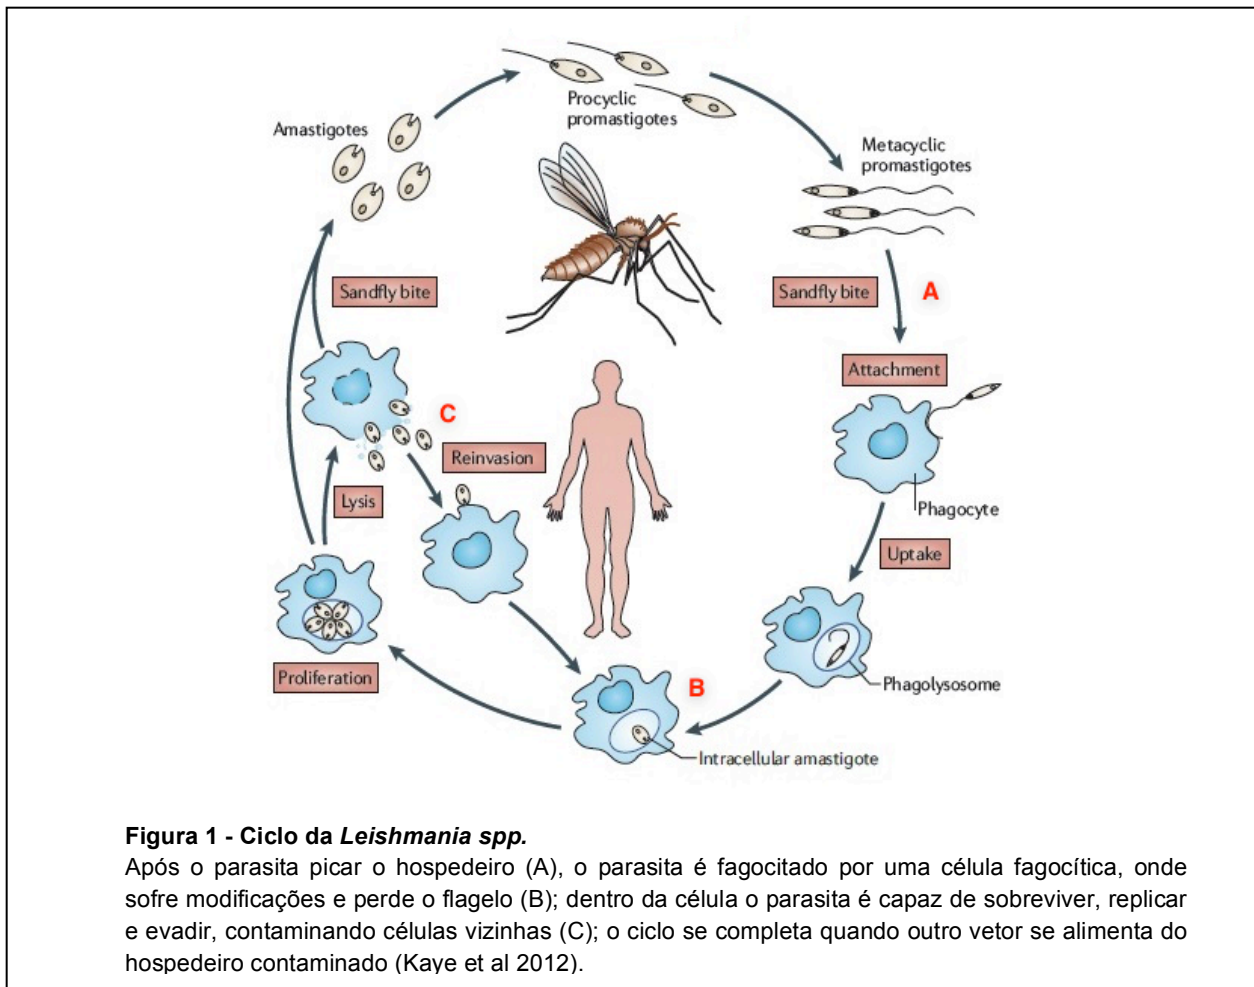 Procyclic
promastigotes
Amastigotes
Metacyclic
promastigotes
Sandfly bite
Sandfly bite
A
Attachment
C
Reinvasion
Lysis
Phagocyte
Uptake
Proliferation
B
Phagolysosome
Intracellular amastigote
Figura 1 - Ciclo da Leishmania spp.
Após o parasita picar o hospedeiro (A), o parasita é fagocitado por uma célula fagocítica, onde
sofre modificações e perde o flagelo (B); dentro da célula o parasita é capaz de sobreviver, replicar
e evadir, contaminando células vizinhas (C); o ciclo se completa quando outro vetor se alimenta do
hospedeiro contaminado (Kaye et al 2012).